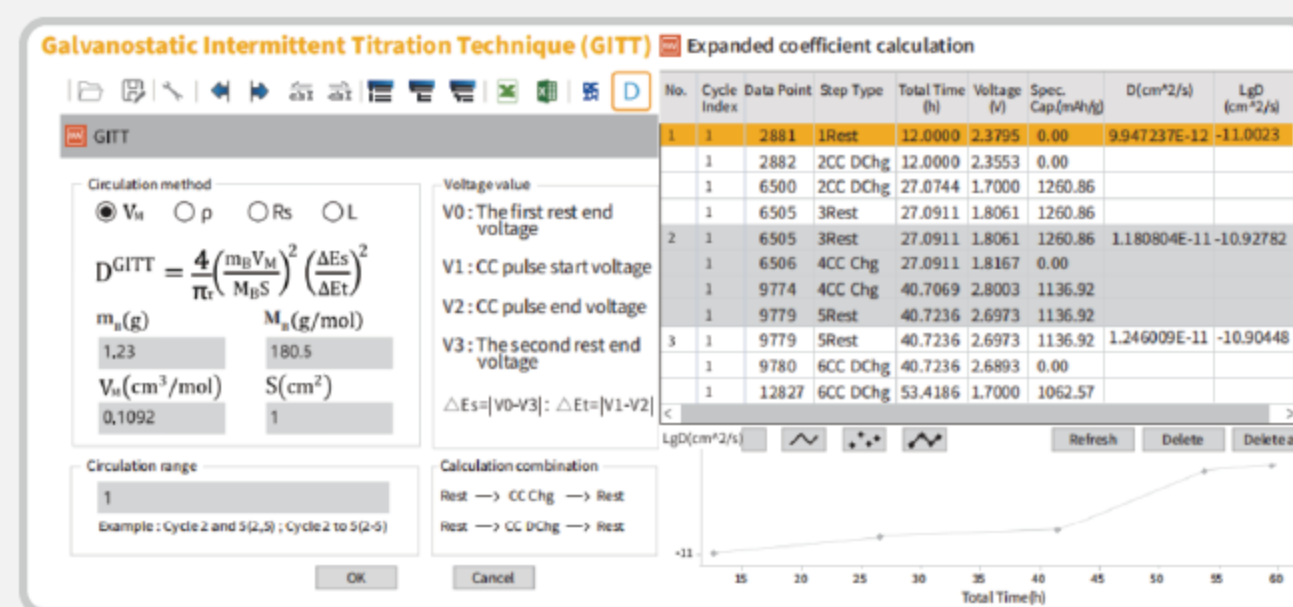 Galvanostatic Intermittent Titration Technique (GITT)
D
GITT
Circulation method
V_M ρ Rs L
D^GITT = 4/πτ (m_B V_M / M_B S)^2 (ΔEs / ΔEt)^2
m_B(g) M_B(g/mol)
1,23 180.5
V_M(cm^3/mol) S(cm^2)
0,1092 1
Circulation range
1
Example : Cycle 2 and 5(2,5) ; Cycle 2 to 5(2-5)
Voltage value
V0 : The first rest end
voltage
V1 : CC pulse start voltage
V2 : CC pulse end voltage
V3 : The second rest end
voltage
△Es=|V0-V3| : △Et=|V1-V2|
Calculation combination
Rest —> CC Chg —> Rest
Rest —> CC DChg —> Rest
OK Cancel
Expanded coefficient calculation
No. Cycle Data Point Step Type Total Time Voltage Spec. D(cm^2/s) LgD
Index (h) (V) Cap.(mAh/g) (cm^2/s)
1 1 2881 1Rest 12.0000 2.3795 0.00 9.947237E-12 -11.0023
1 2882 2CC DChg 12.0000 2.3553 0.00
1 6500 2CC DChg 27.0744 1.7000 1260.86
1 6505 3Rest 27.0911 1.8061 1260.86
2 1 6505 3Rest 27.0911 1.8061 1260.86 1.180804E-11 -10.92782
1 6506 4CC Chg 27.0911 1.8167 0.00
1 9774 4CC Chg 40.7069 2.8003 1136.92
1 9779 5Rest 40.7236 2.6973 1136.92
3 1 9779 5Rest 40.7236 2.6973 1136.92 1.246009E-11 -10.90448
1 9780 6CC DChg 40.7236 2.6893 0.00
1 12827 6CC DChg 53.4186 1.7000 1062.57
LgD(cm^2/s) Refresh Delete Delete a
-11
15 20 25 30 35 40 45 50 55 60
Total Time(h)